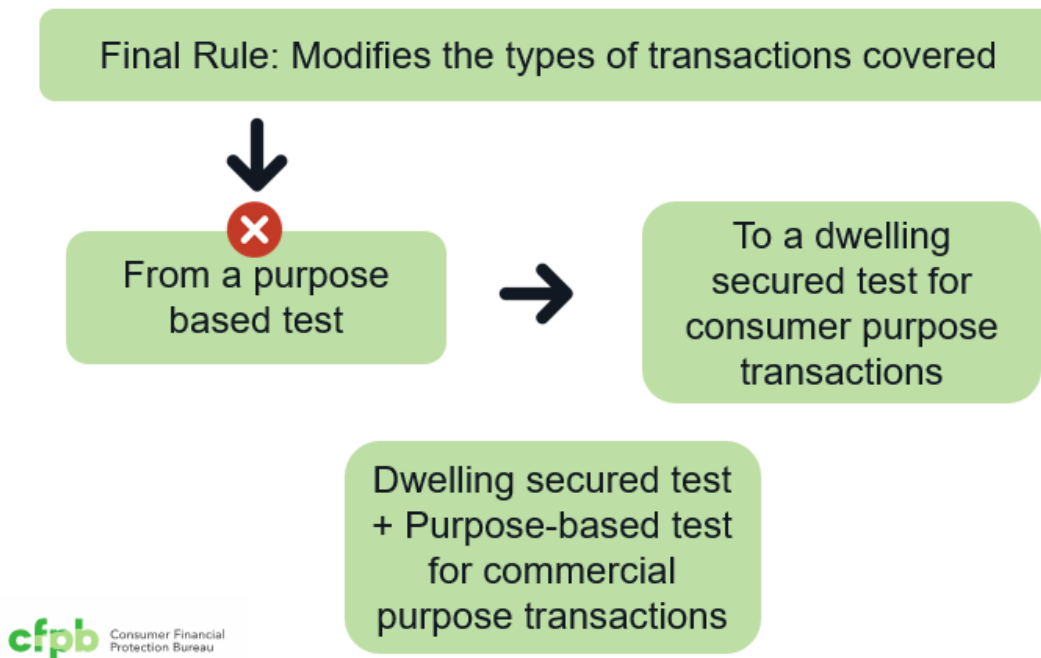 Final Rule: Modifies the types of transactions covered
From a purpose
based test
To a dwelling
secured test for
consumer purpose
transactions
Dwelling secured test
+ Purpose-based test
for commercial
purpose transactions
cfpb
Consumer Financial
Protection Bureau